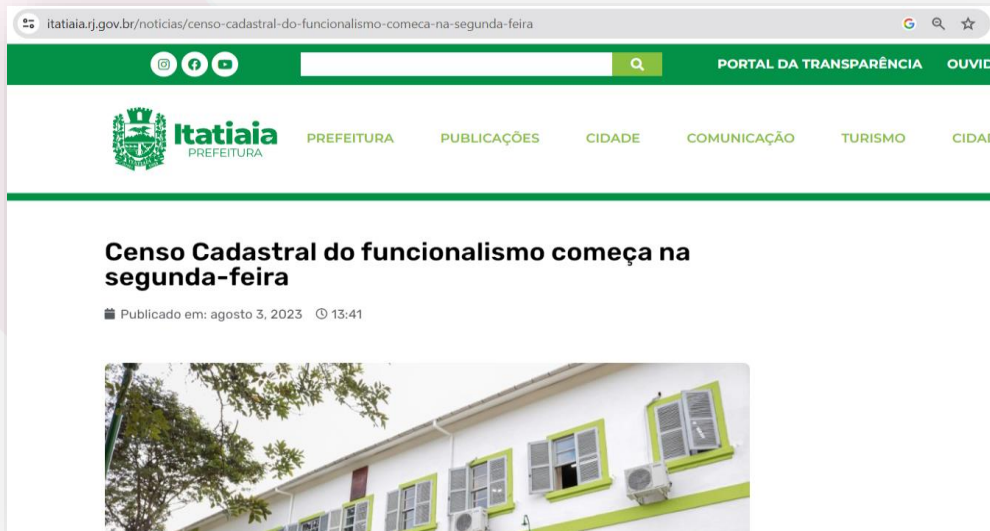 itatiaia.rj.gov.br/noticias/censo-cadastral-do-funcionalismo-comeca-na-segunda-feira
PORTAL DA TRANSPARÊNCIA OUVID
Itatiaia
PREFEITURA
PREFEITURA PUBLICAÇÕES CIDADE COMUNICAÇÃO TURISMO CIDA
Censo Cadastral do funcionalismo começa na
segunda-feira
Publicado em: agosto 3, 2023 13:41